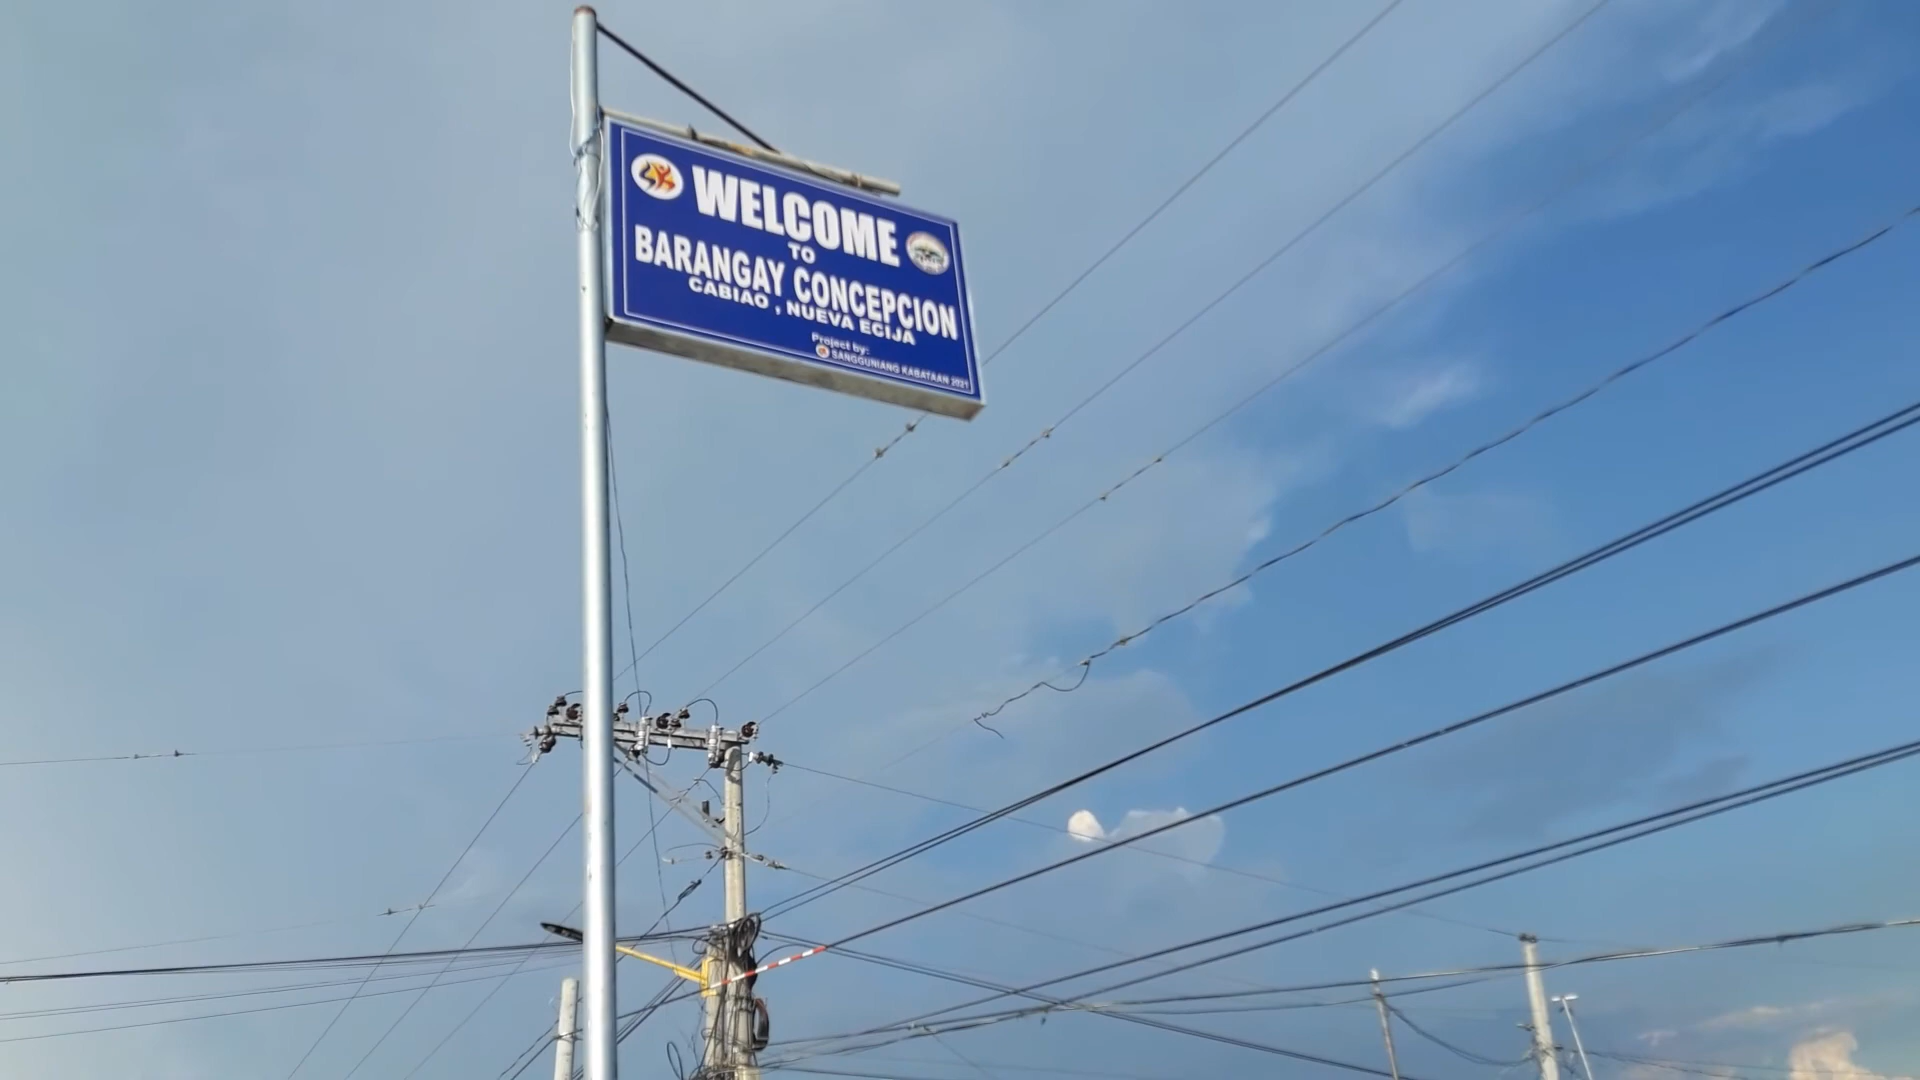 WELCOME
TO
BARANGAY CONCEPCION
CABIAO , NUEVA ECIJA
Project by:
SANGGUNIANG KABATAAN 2021